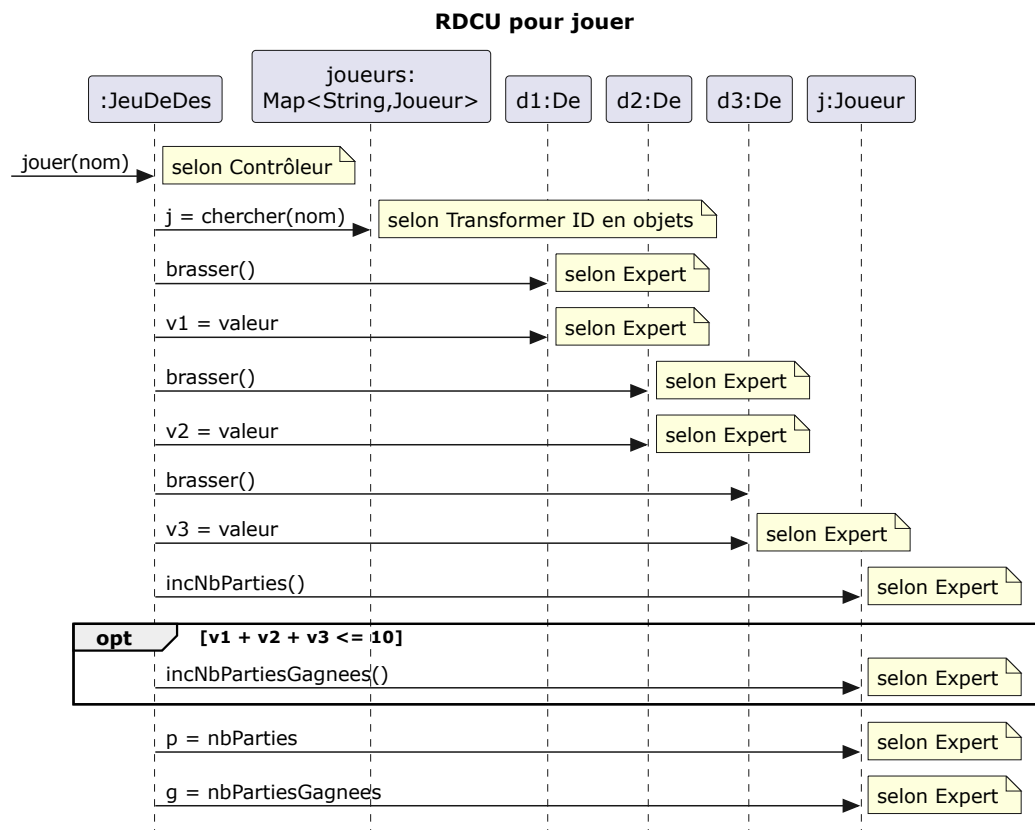 RDCU pour jouer
:JeuDeDes
joueurs:
Map<String,Joueur>
d1:De
d2:De
d3:De
j:Joueur
jouer(nom)
selon Contrôleur
j = chercher(nom)
selon Transformer ID en objets
brasser()
selon Expert
v1 = valeur
selon Expert
brasser()
selon Expert
v2 = valeur
selon Expert
brasser()
v3 = valeur
selon Expert
incNbParties()
selon Expert
opt
[v1 + v2 + v3 <= 10]
incNbPartiesGagnees()
selon Expert
p = nbParties
selon Expert
g = nbPartiesGagnees
selon Expert